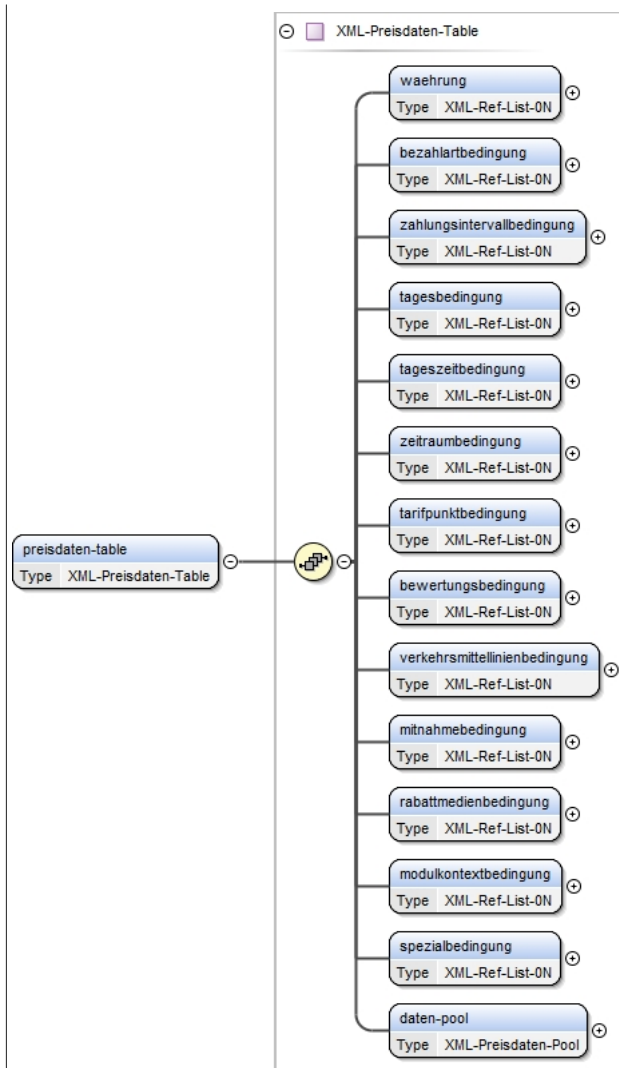 XML-Preisdaten-Table
waehrung
Type XML-Ref-List-0N
bezahlartbedingung
Type XML-Ref-List-0N
zahlungsintervallbedingung
Type XML-Ref-List-0N
tagesbedingung
Type XML-Ref-List-0N
tageszeitbedingung
Type XML-Ref-List-0N
zeitraumbedingung
Type XML-Ref-List-0N
tarifpunktbedingung
Type XML-Ref-List-0N
preisdaten-table
Type XML-Preisdaten-Table
bewertungsbedingung
Type XML-Ref-List-0N
verkehrsmittellinienbedingung
Type XML-Ref-List-0N
mitnahmebedingung
Type XML-Ref-List-0N
rabattmedienbedingung
Type XML-Ref-List-0N
modulkontextbedingung
Type XML-Ref-List-0N
spezialbedingung
Type XML-Ref-List-0N
daten-pool
Type XML-Preisdaten-Pool